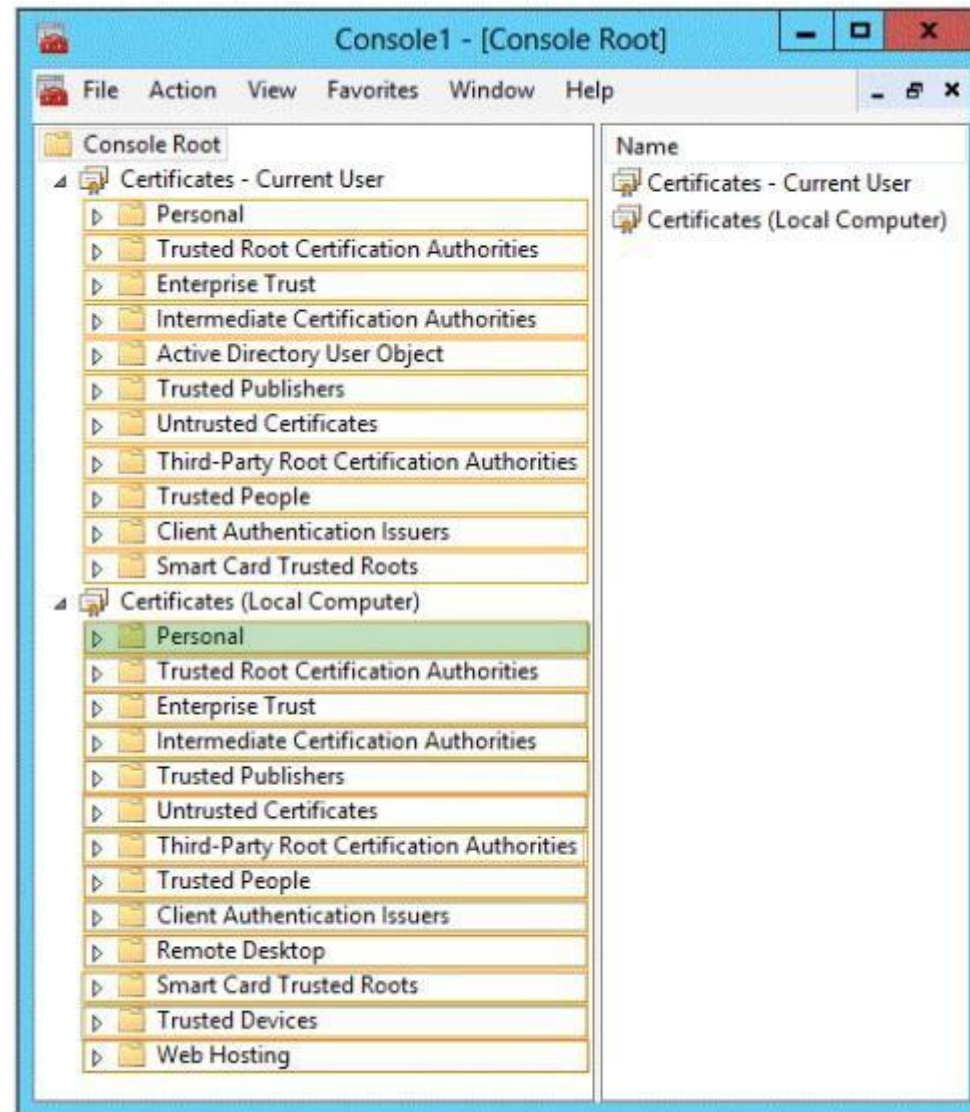 Console1 - [Console Root]
File Action View Favorites Window Help
Console Root
Certificates - Current User
Personal
Trusted Root Certification Authorities
Enterprise Trust
Intermediate Certification Authorities
Active Directory User Object
Trusted Publishers
Untrusted Certificates
Third-Party Root Certification Authorities
Trusted People
Client Authentication Issuers
Smart Card Trusted Roots
Certificates (Local Computer)
Personal
Trusted Root Certification Authorities
Enterprise Trust
Intermediate Certification Authorities
Trusted Publishers
Untrusted Certificates
Third-Party Root Certification Authorities
Trusted People
Client Authentication Issuers
Remote Desktop
Smart Card Trusted Roots
Trusted Devices
Web Hosting
Name
Certificates - Current User
Certificates (Local Computer)